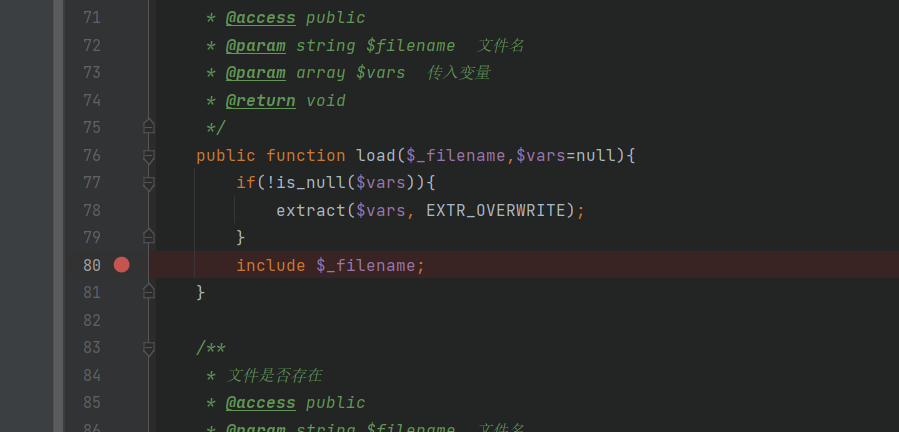 71 * @access public
72 * @param string $filename 文件名
73 * @param array $vars 传入变量
74 * @return void
75 */
76 public function load($_filename,$vars=null){
77 if(!is_null($vars)){
78 extract($vars, EXTR_OVERWRITE);
79 }
80 include $_filename;
81 }
82
83 /**
84 * 文件是否存在
85 * @access public
86 * @param string $filename 文件名